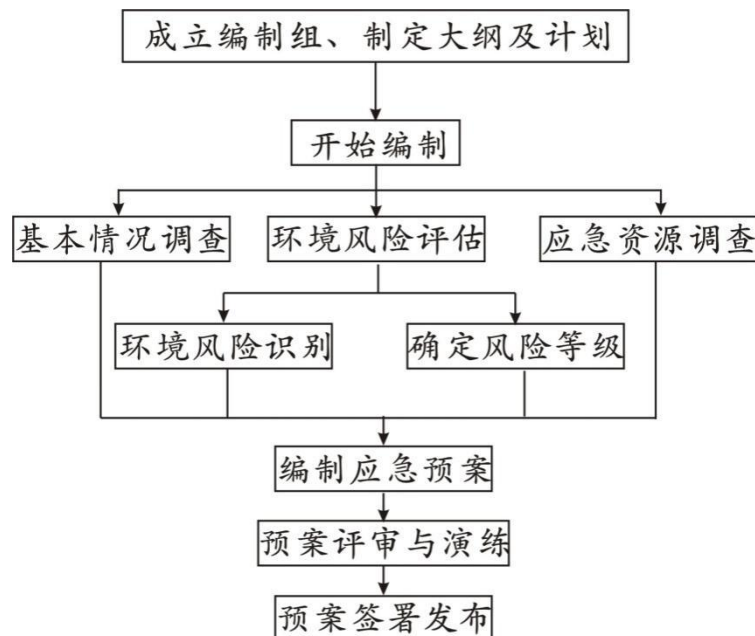 成立编制组、制定大纲及计划
开始编制
基本情况调查
环境风险评估
应急资源调查
环境风险识别
确定风险等级
编制应急预案
预案评审与演练
预案签署发布